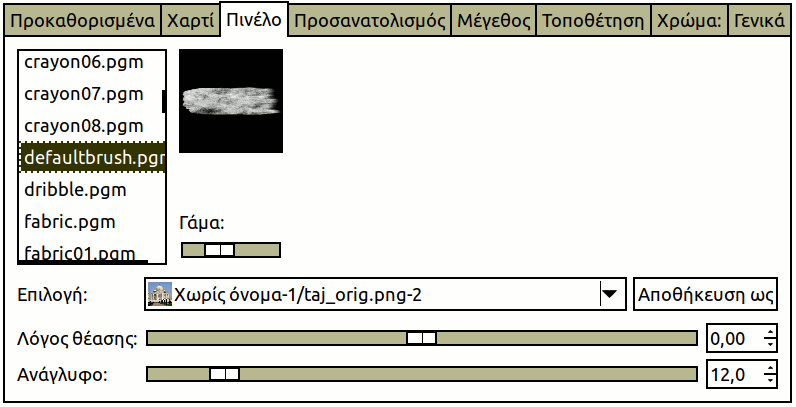 Προκαθορισμένα Χαρτί Πινέλο Προσανατολισμός Μέγεθος Τοποθέτηση Χρώμα: Γενικά
crayon06.pgm
crayon07.pgm
crayon08.pgm
defaultbrush.pgm
dribble.pgm
fabric.pgm
fabric01.pgm
Γάμα:
Επιλογή: Χωρίς όνομα-1/taj_orig.png-2 Αποθήκευση ως
Λόγος θέασης: 0,00
Ανάγλυφο: 12,0